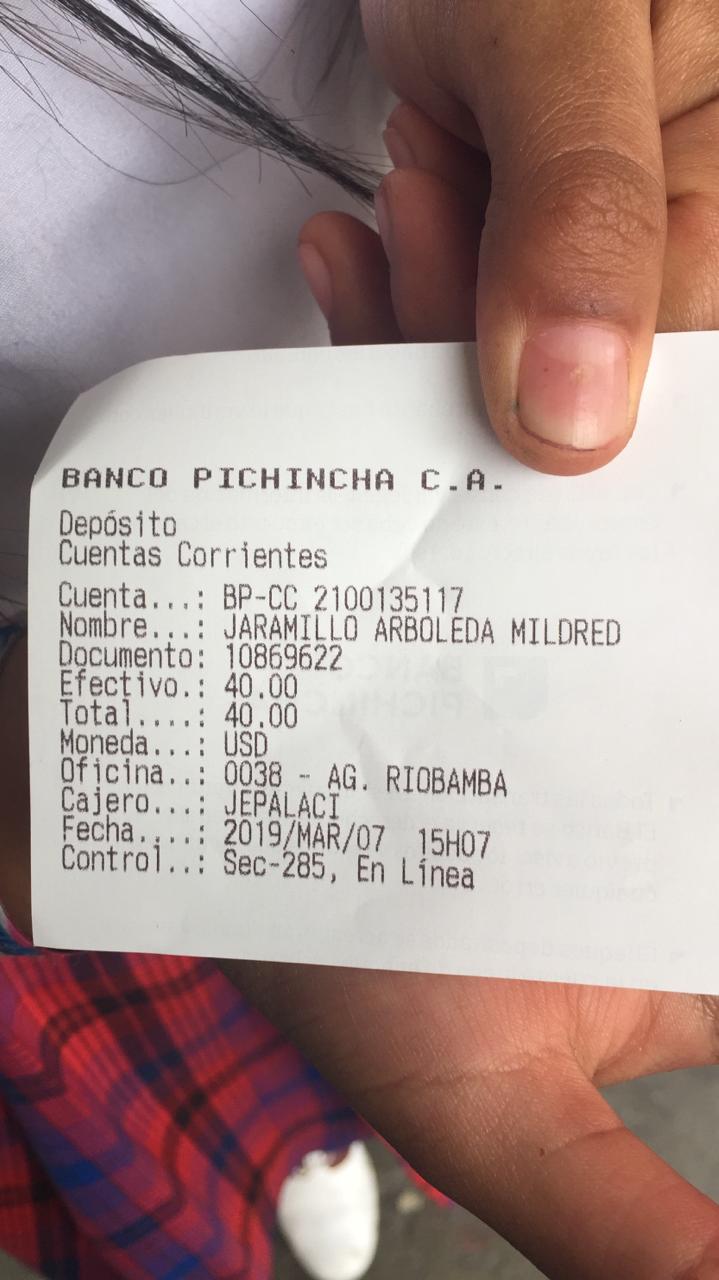 BANCO PICHINCHA C.A.
Depósito
Cuentas Corrientes
Cuenta...: BP-CC 2100135117
Nombre...: JARAMILLO ARBOLEDA MILDRED
Documento: 10869622
Efectivo.: 40.00
Total....: 40.00
Moneda...: USD
Oficina..: 0038 - AG. RIOBAMBA
Cajero...: JEPALACI
Fecha....: 2019/MAR/07 15H07
Control..: Sec-285, En Línea